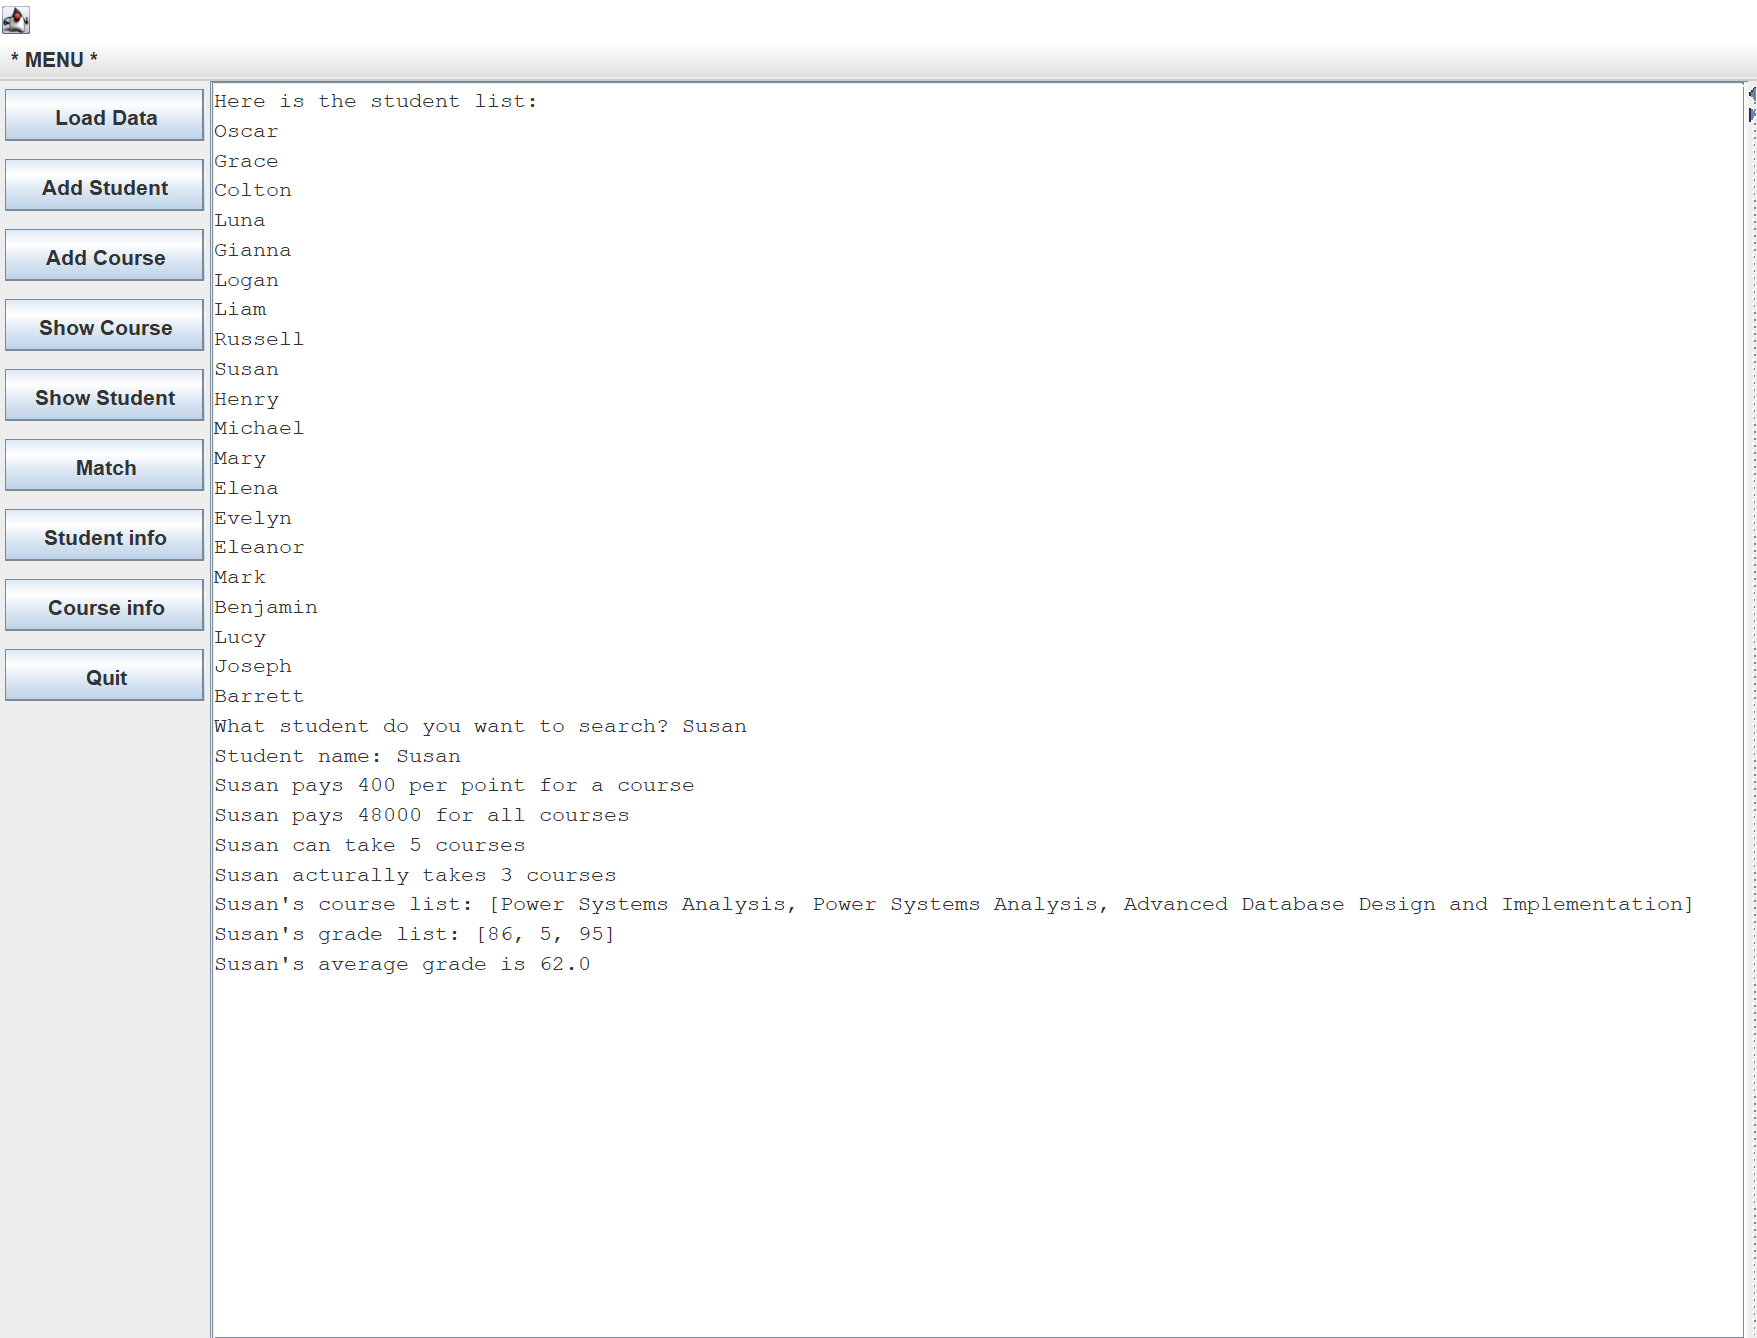 * MENU *
Load Data
Add Student
Add Course
Show Course
Show Student
Match
Student info
Course info
Quit
Here is the student list:
Oscar
Grace
Colton
Luna
Gianna
Logan
Liam
Russell
Susan
Henry
Michael
Mary
Elena
Evelyn
Eleanor
Mark
Benjamin
Lucy
Joseph
Barrett
What student do you want to search? Susan
Student name: Susan
Susan pays 400 per point for a course
Susan pays 48000 for all courses
Susan can take 5 courses
Susan acturally takes 3 courses
Susan's course list: [Power Systems Analysis, Power Systems Analysis, Advanced Database Design and Implementation]
Susan's grade list: [86, 5, 95]
Susan's average grade is 62.0